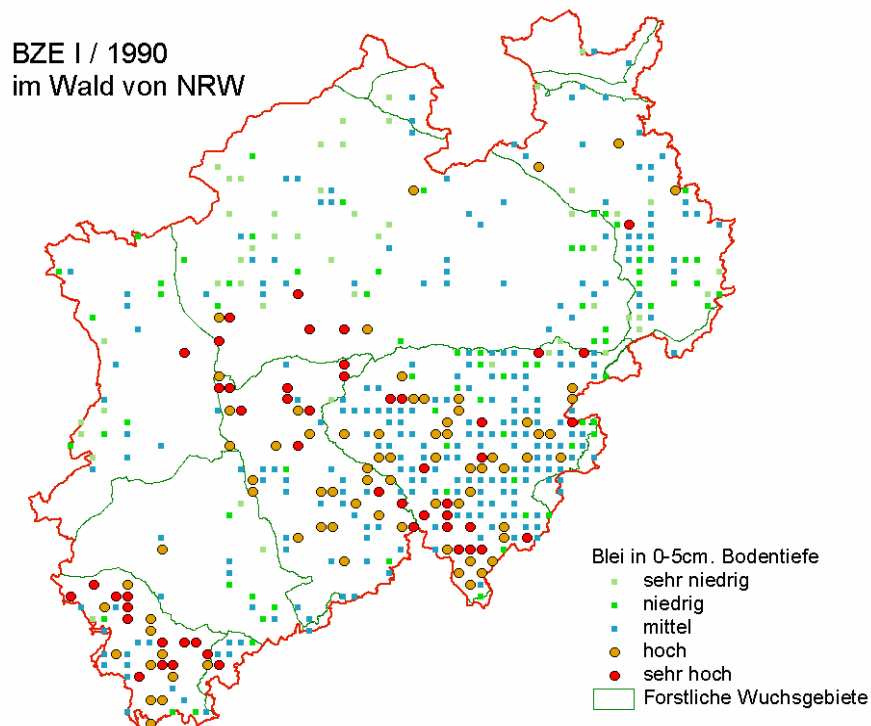 BZE I / 1990
im Wald von NRW
Blei in 0-5cm. Bodentiefe
sehr niedrig
niedrig
mittel
hoch
sehr hoch
Forstliche Wuchsgebiete